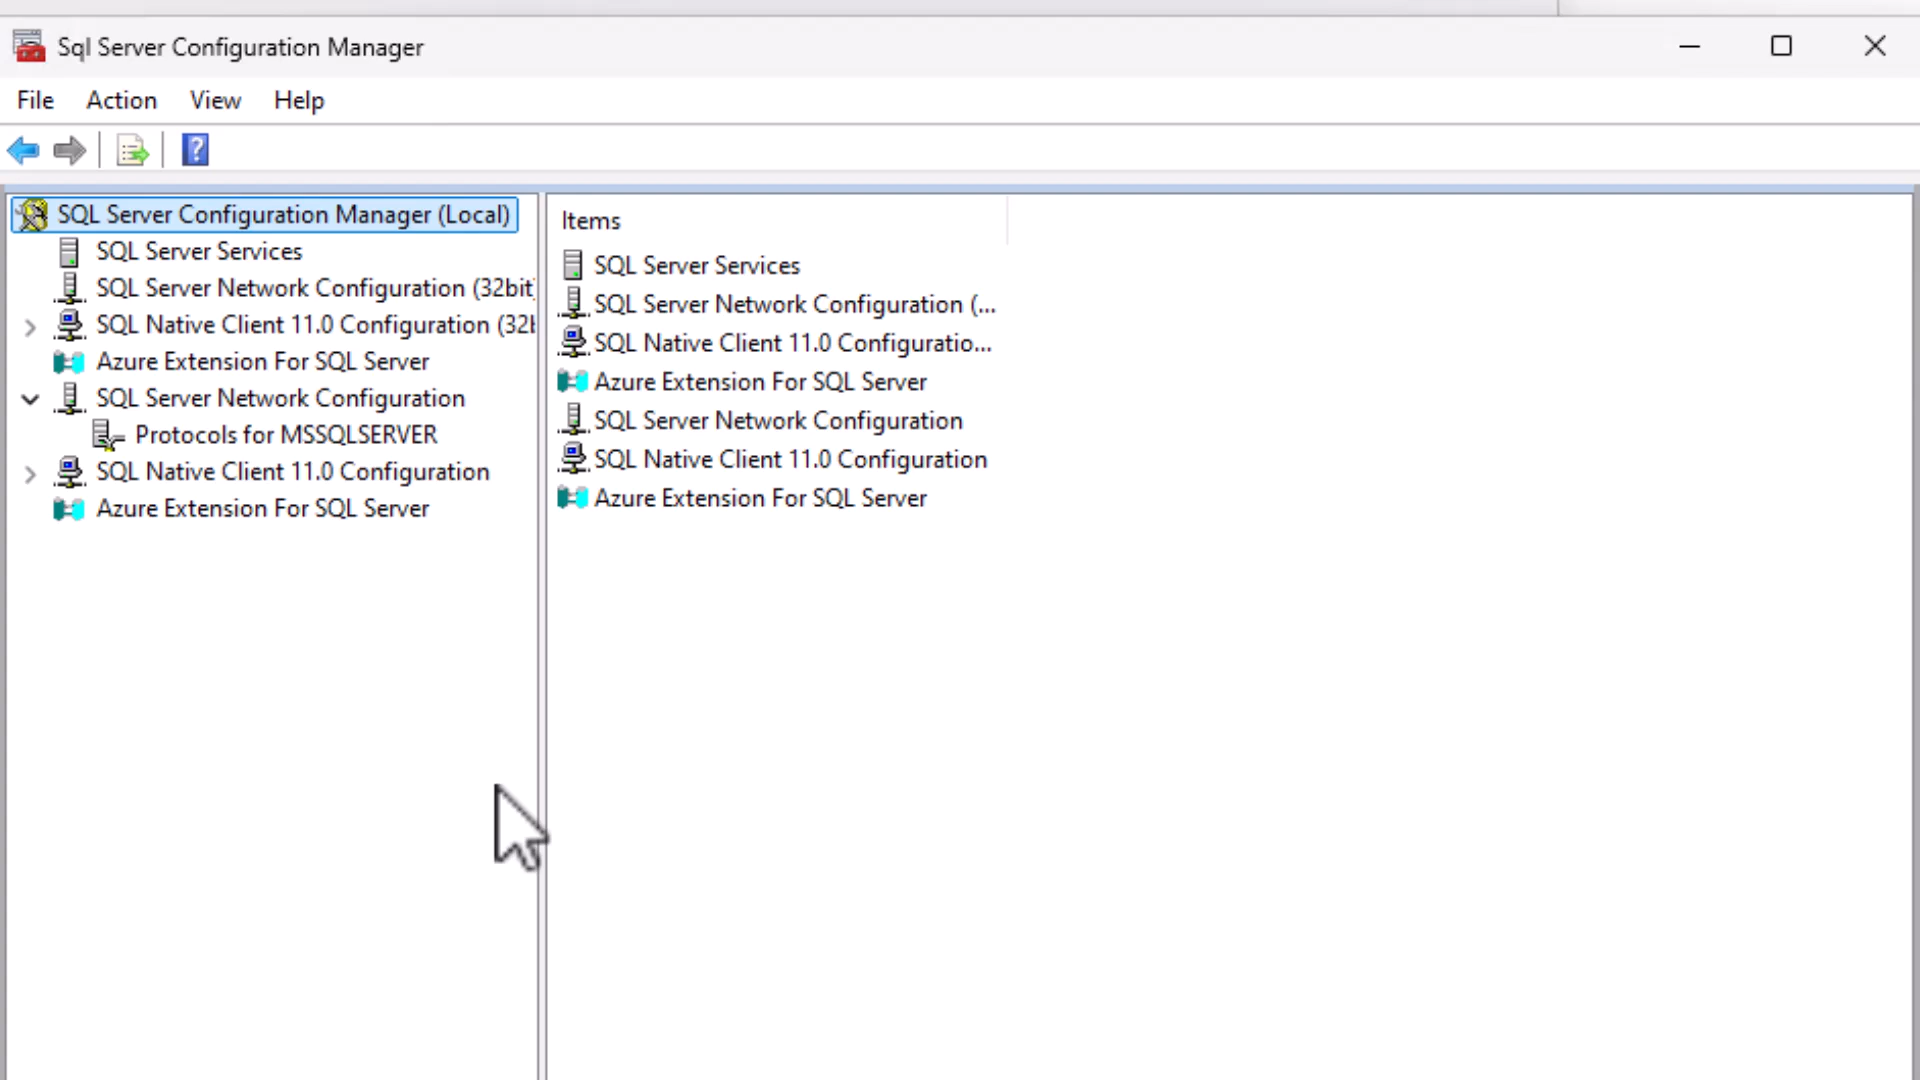 Sql Server Configuration Manager
File Action View Help
SQL Server Configuration Manager (Local)
SQL Server Services
SQL Server Network Configuration (32bit
SQL Native Client 11.0 Configuration (32b
Azure Extension For SQL Server
SQL Server Network Configuration
Protocols for MSSQLSERVER
SQL Native Client 11.0 Configuration
Azure Extension For SQL Server
Items
SQL Server Services
SQL Server Network Configuration (...
SQL Native Client 11.0 Configuratio...
Azure Extension For SQL Server
SQL Server Network Configuration
SQL Native Client 11.0 Configuration
Azure Extension For SQL Server